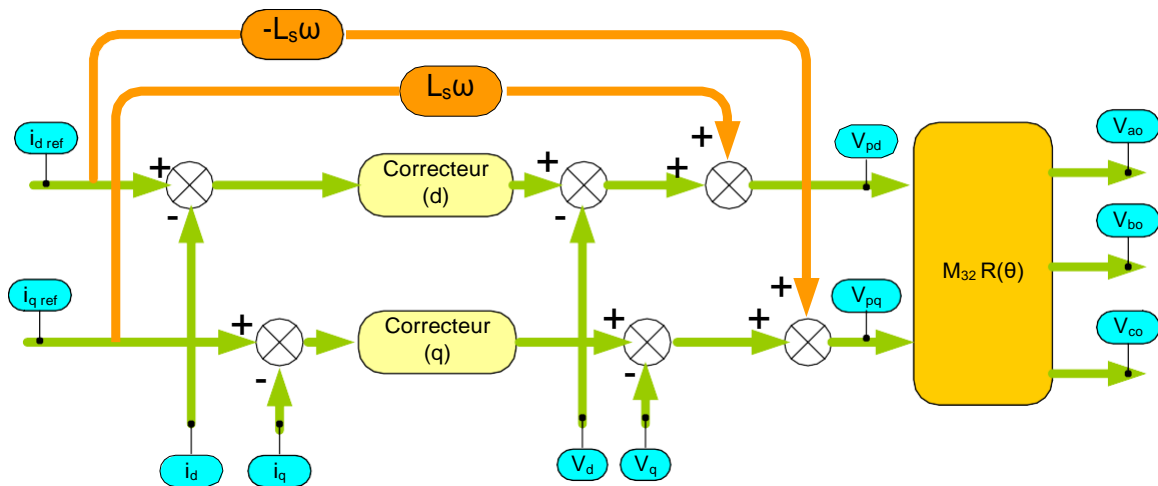 -Lsω
Lsω
id ref
+
-
Correcteur
(d)
+
-
+
+
Vpd
Vao
Vbo
M32 R(θ)
iq ref
+
-
Correcteur
(q)
+
-
+
+
Vpq
Vco
id
iq
Vd
Vq